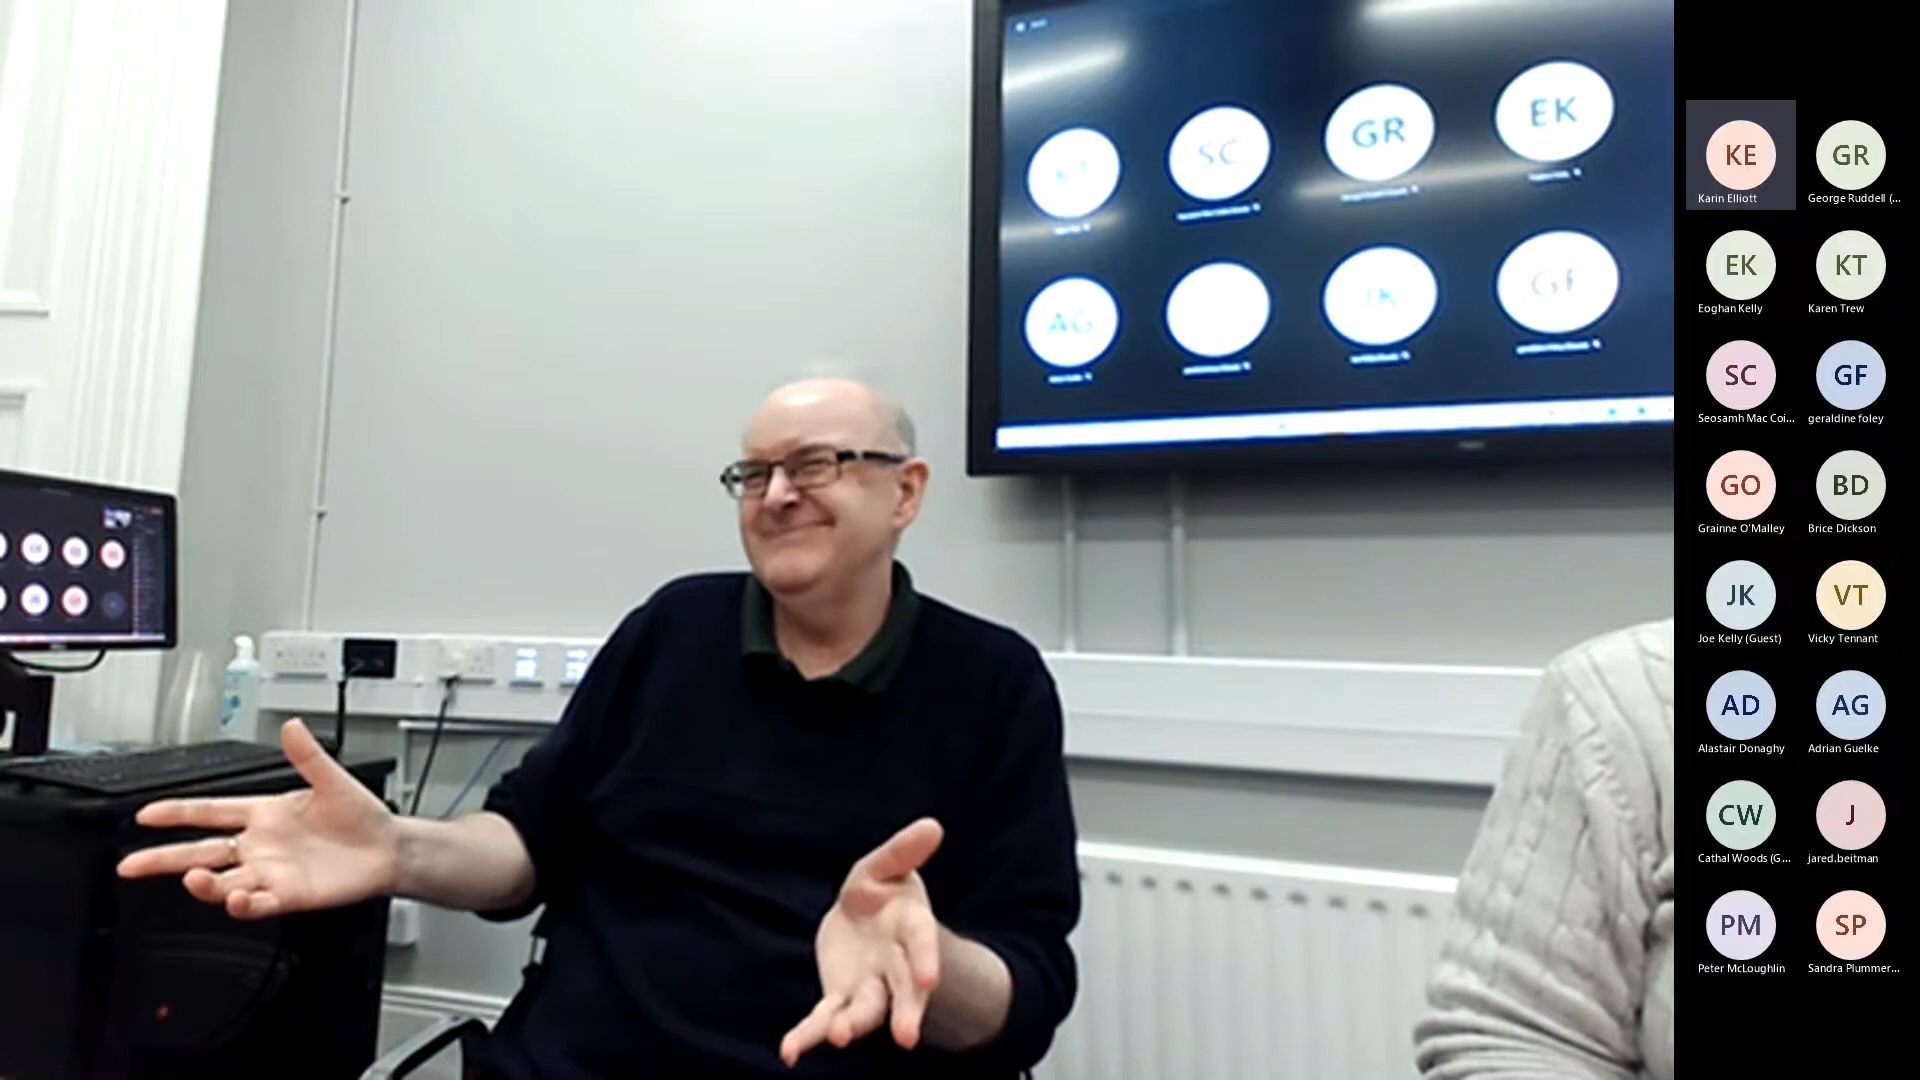 SC
GR
EK
AG
JK
GF
KE
GR
Karin Elliott
George Ruddell (...
EK
KT
Eoghan Kelly
Karen Trew
SC
GF
Seosamh Mac Coi...
geraldine foley
GO
BD
Grainne O'Malley
Brice Dickson
JK
VT
Joe Kelly (Guest)
Vicky Tennant
AD
AG
Alastair Donaghy
Adrian Guelke
CW
J
Cathal Woods (G...
jared.beitman
PM
SP
Peter McLoughlin
Sandra Plummer...